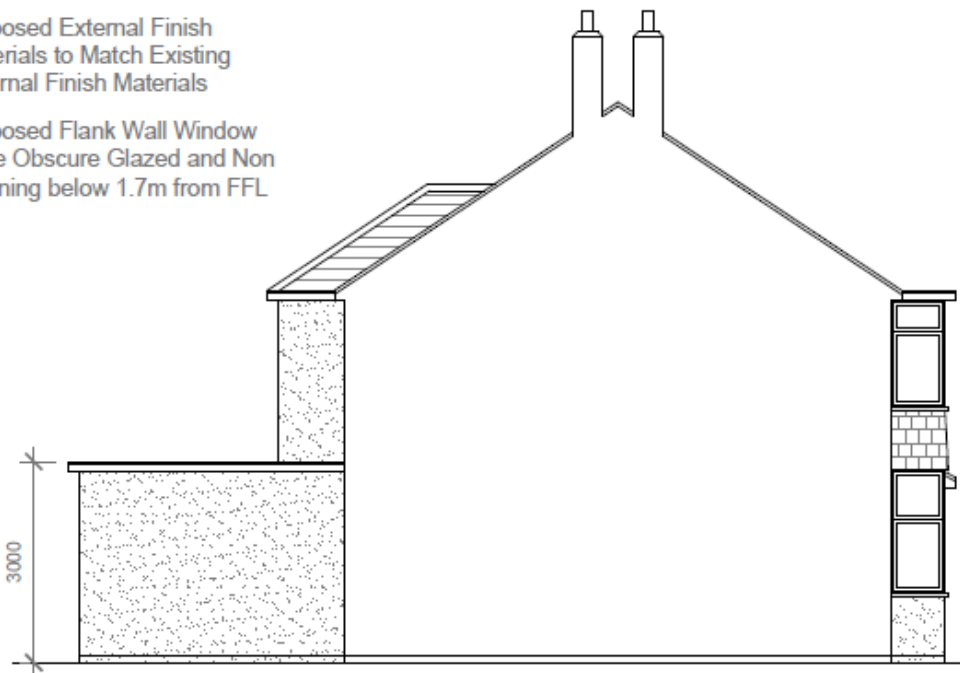 posed External Finish
erials to Match Existing
rnal Finish Materials
posed Flank Wall Window
e Obscure Glazed and Non
ning below 1.7m from FFL
3000